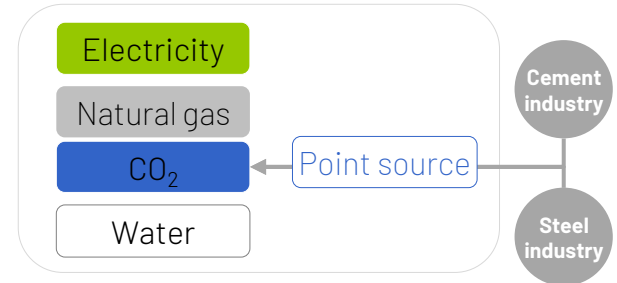 Electricity
Natural gas
CO₂
Water
Point source
Cement
industry
Steel
industry